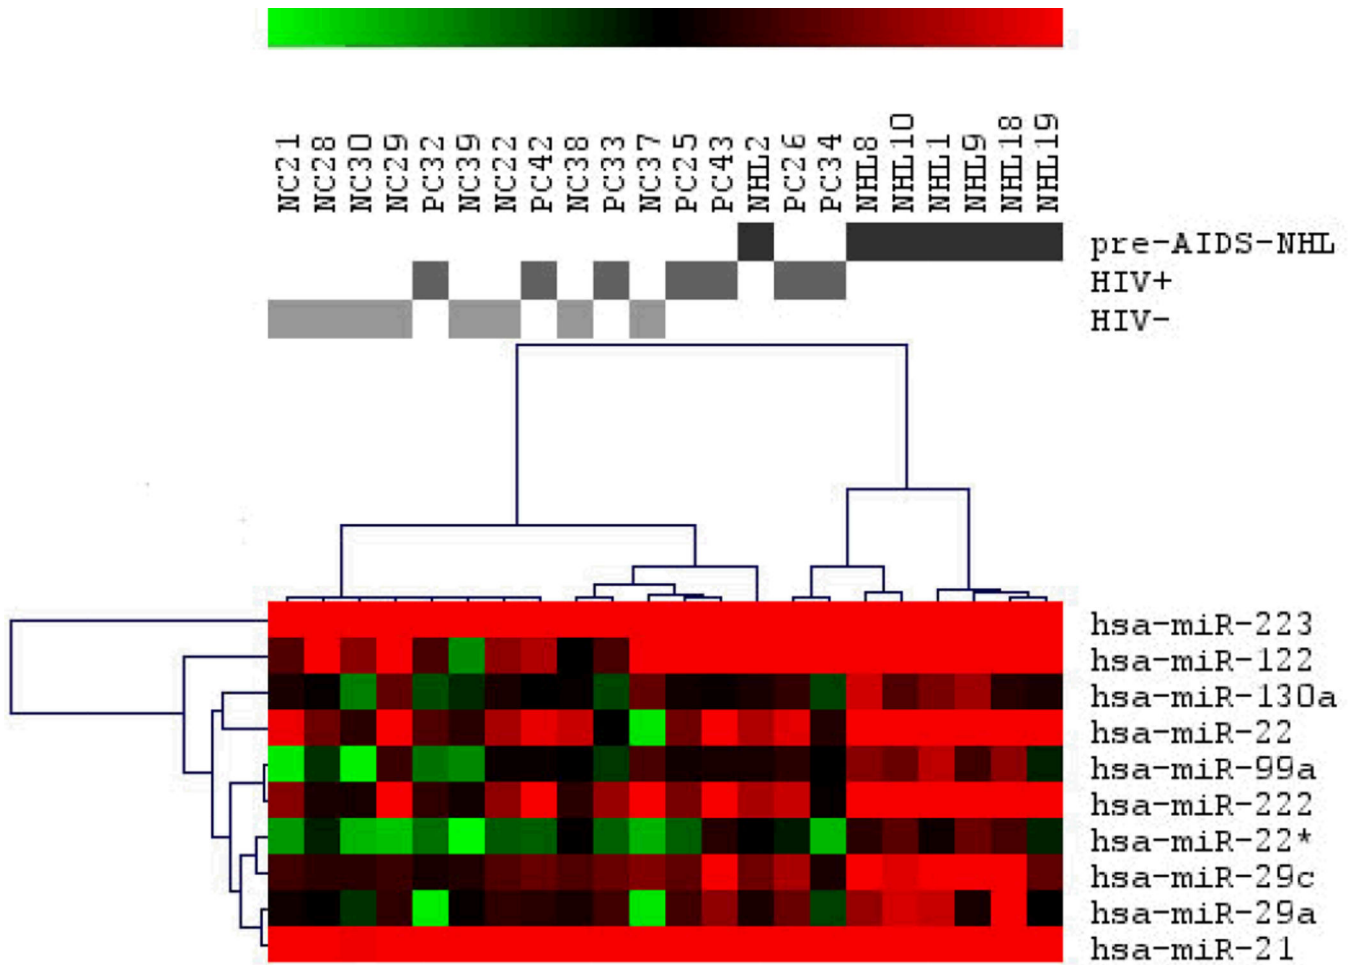 NC21 NC28 NC30 NC29 PC32 NC39 NC22 PC42 NC38 PC33 NC37 PC25 PC43 NHL2 PC26 PC34 NHL8 NHL10 NHL1 NHL9 NHL18 NHL19
pre-AIDS-NHL
HIV+
HIV-
hsa-miR-223
hsa-miR-122
hsa-miR-130a
hsa-miR-22
hsa-miR-99a
hsa-miR-222
hsa-miR-22*
hsa-miR-29c
hsa-miR-29a
hsa-miR-21